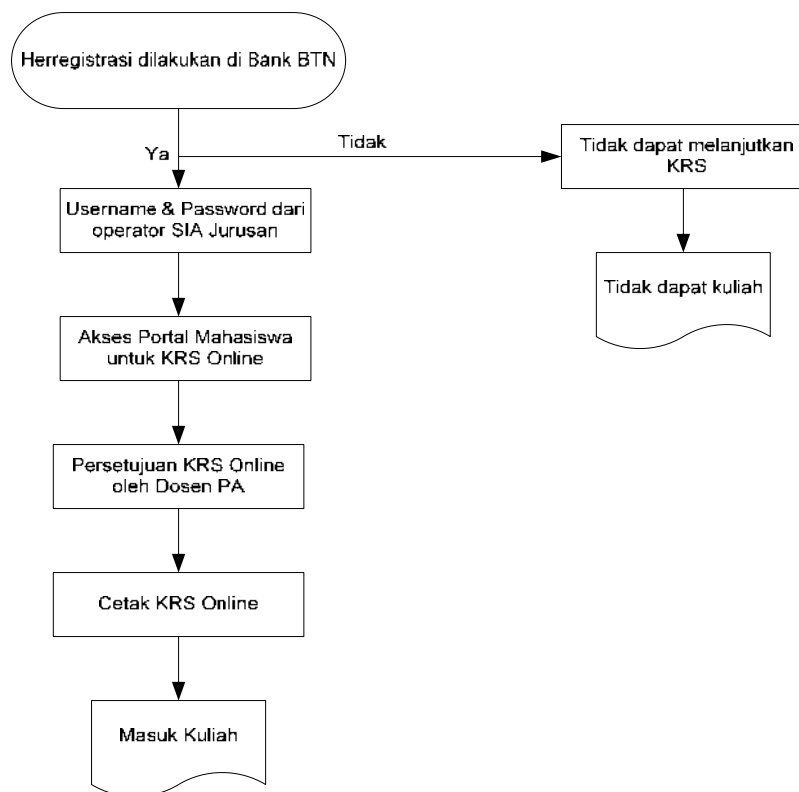 Herregistrasi dilakukan di Bank BTN
Ya
Tidak
Tidak dapat melanjutkan
KRS
Username & Password dari
operator SIA Jurusan
Tidak dapat kuliah
Akses Portal Mahasiswa
untuk KRS Online
Persetujuan KRS Online
oleh Dosen PA
Cetak KRS Online
Masuk Kuliah